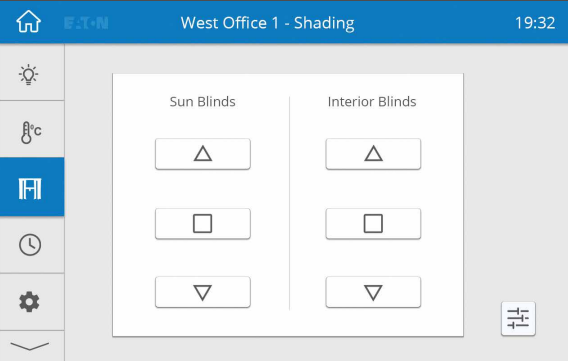 EATON
West Office 1 - Shading
19:32
°C
Sun Blinds
Interior Blinds